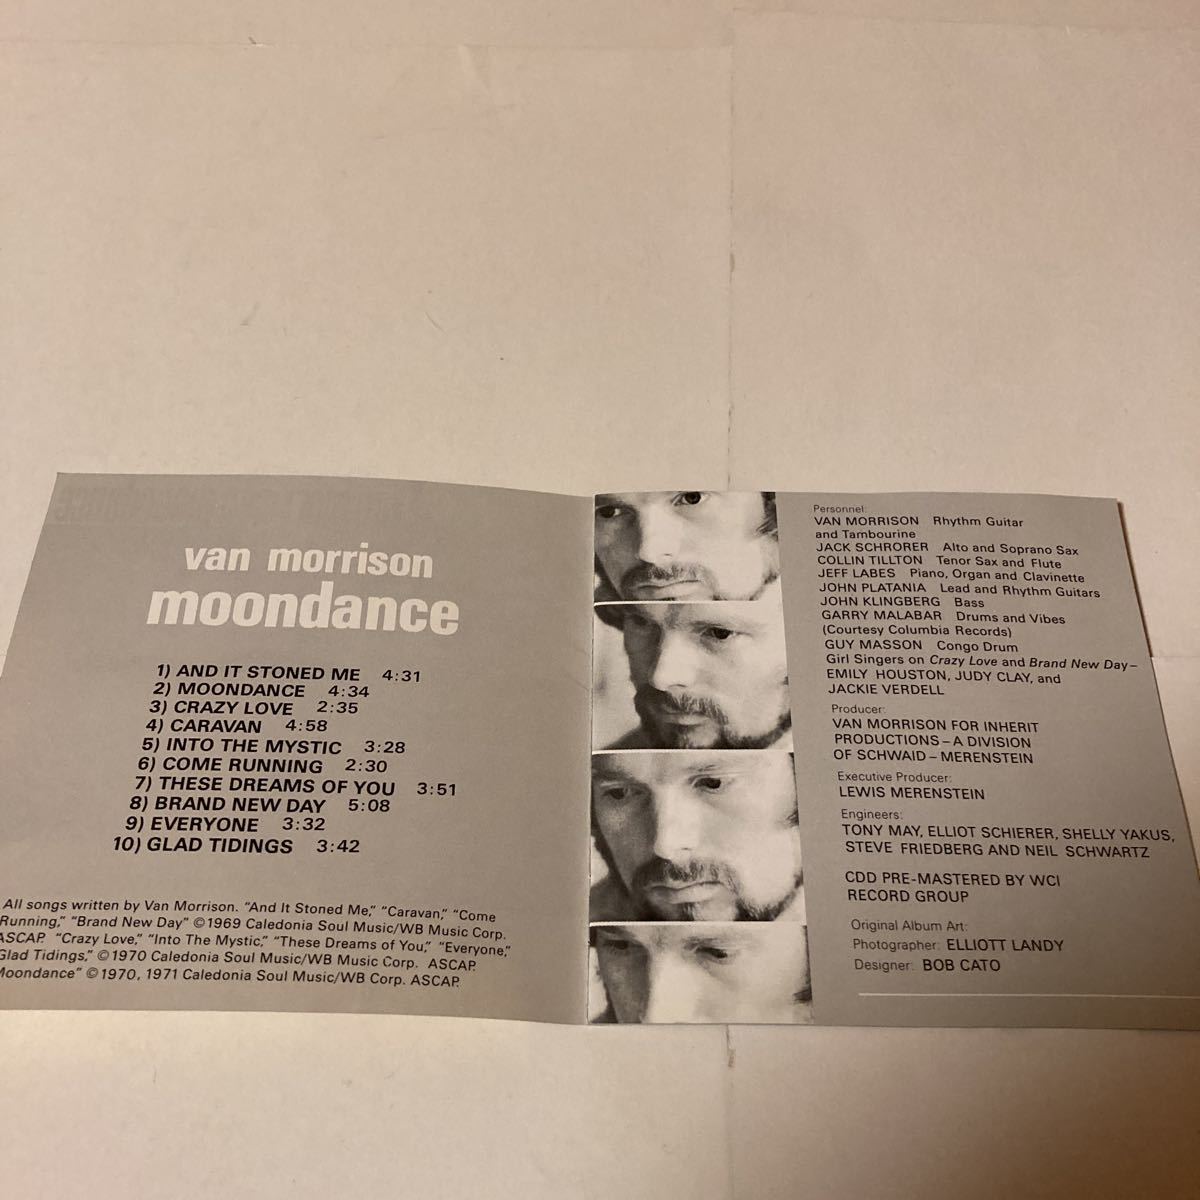 van morrison
moondance
1) AND IT STONED ME 4:31
2) MOONDANCE 4:34
3) CRAZY LOVE 2:35
4) CARAVAN 4:58
5) INTO THE MYSTIC 3:28
6) COME RUNNING 2:30
7) THESE DREAMS OF YOU 3:51
8) BRAND NEW DAY 5:08
9) EVERYONE 3:32
10) GLAD TIDINGS 3:42
All songs written by Van Morrison. "And It Stoned Me," "Caravan," "Come
Running," "Brand New Day" ©1969 Caledonia Soul Music/WB Music Corp.
ASCAP. "Crazy Love," "Into The Mystic," "These Dreams of You," "Everyone,"
Glad Tidings," ©1970 Caledonia Soul Music/WB Music Corp. ASCAP.
Moondance" ©1970, 1971 Caledonia Soul Music/WB Corp. ASCAP.
Personnel:
VAN MORRISON Rhythm Guitar
and Tambourine
JACK SCHRORER Alto and Soprano Sax
COLLIN TILLTON Tenor Sax and Flute
JEFF LABES Piano, Organ and Clavinette
JOHN PLATANIA Lead and Rhythm Guitars
JOHN KLINGBERG Bass
GARRY MALABAR Drums and Vibes
(Courtesy Columbia Records)
GUY MASSON Congo Drum
Girl Singers on Crazy Love and Brand New Day–
EMILY HOUSTON, JUDY CLAY, and
JACKIE VERDELL
Producer:
VAN MORRISON FOR INHERIT
PRODUCTIONS–A DIVISION
OF SCHWAID–MERENSTEIN
Executive Producer:
LEWIS MERENSTEIN
Engineers:
TONY MAY, ELLIOT SCHIERER, SHELLY YAKUS,
STEVE FRIEDBERG AND NEIL SCHWARTZ
CDD PRE-MASTERED BY WCI
RECORD GROUP
Original Album Art:
Photographer: ELLIOTT LANDY
Designer: BOB CATO